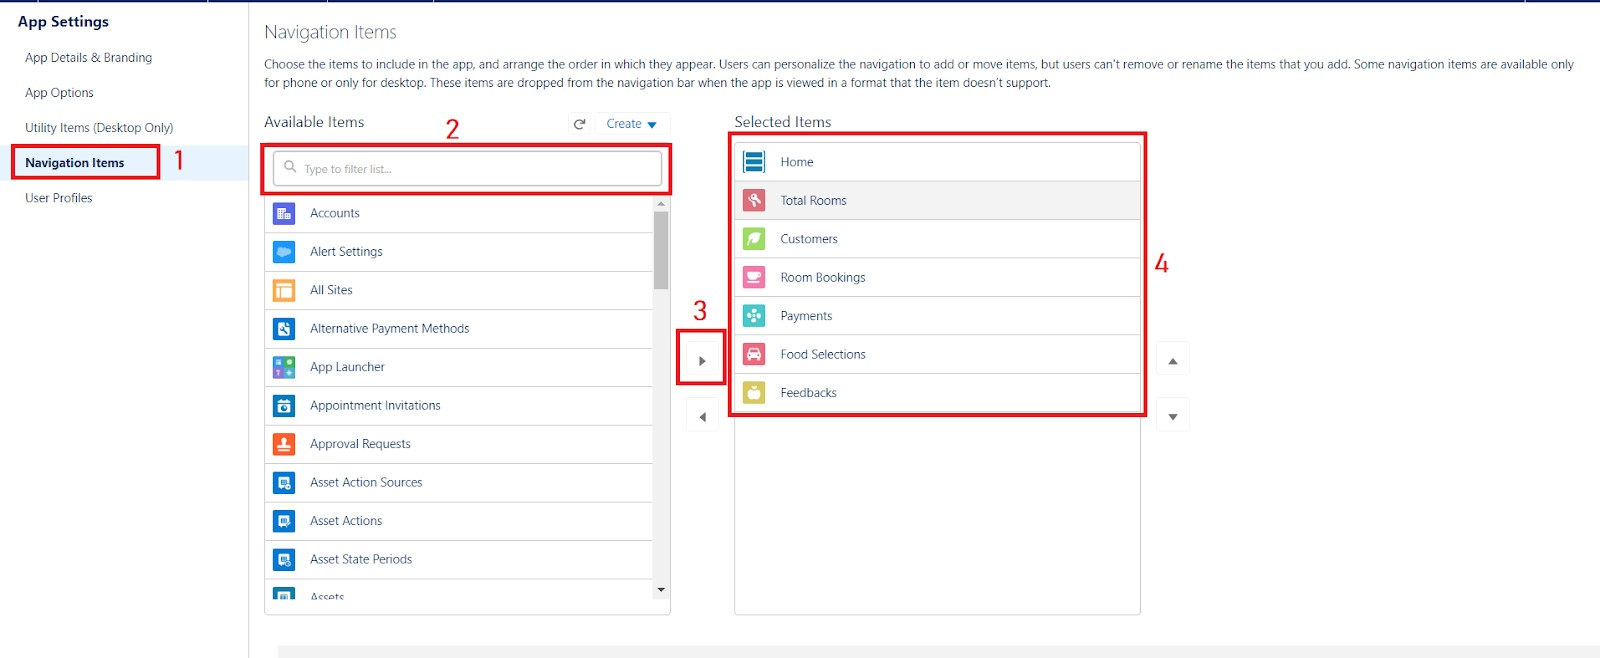 App Settings
App Details & Branding
App Options
Utility Items (Desktop Only)
Navigation Items
1
User Profiles
Navigation Items
Choose the items to include in the app, and arrange the order in which they appear. Users can personalize the navigation to add or move items, but users can't remove or rename the items that you add. Some navigation items are available only
for phone or only for desktop. These items are dropped from the navigation bar when the app is viewed in a format that the item doesn't support.
Available Items
2
Create
Type to filter list...
Accounts
Alert Settings
All Sites
Alternative Payment Methods
App Launcher
Appointment Invitations
Approval Requests
Asset Action Sources
Asset Actions
Asset State Periods
Assets
3
Selected Items
Home
Total Rooms
Customers
Room Bookings
Payments
Food Selections
Feedbacks
4